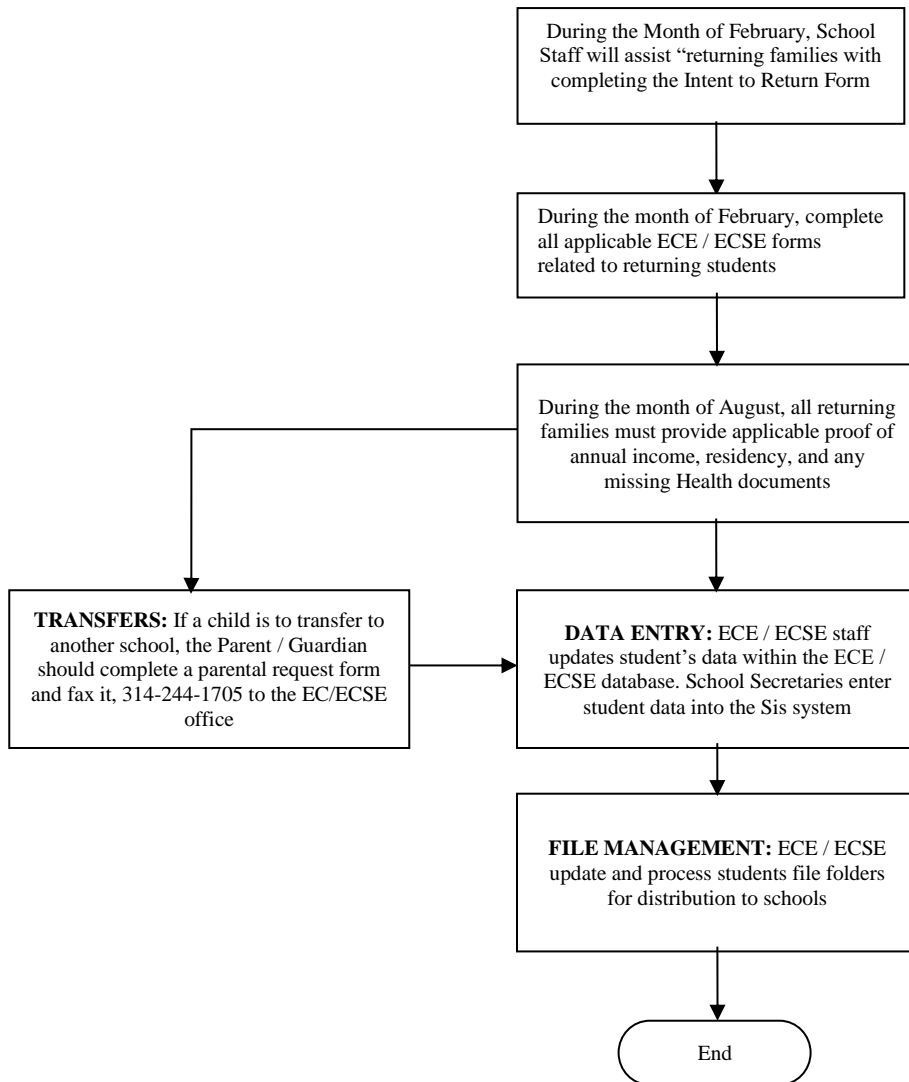 During the Month of February, School
Staff will assist “returning families with
completing the Intent to Return Form
During the month of February, complete
all applicable ECE / ECSE forms
related to returning students
During the month of August, all returning
families must provide applicable proof of
annual income, residency, and any
missing Health documents
TRANSFERS: If a child is to transfer to
another school, the Parent / Guardian
should complete a parental request form
and fax it, 314-244-1705 to the EC/ECSE
office
DATA ENTRY: ECE / ECSE staff
updates student’s data within the ECE /
ECSE database. School Secretaries enter
student data into the Sis system
FILE MANAGEMENT: ECE / ECSE
update and process students file folders
for distribution to schools
End